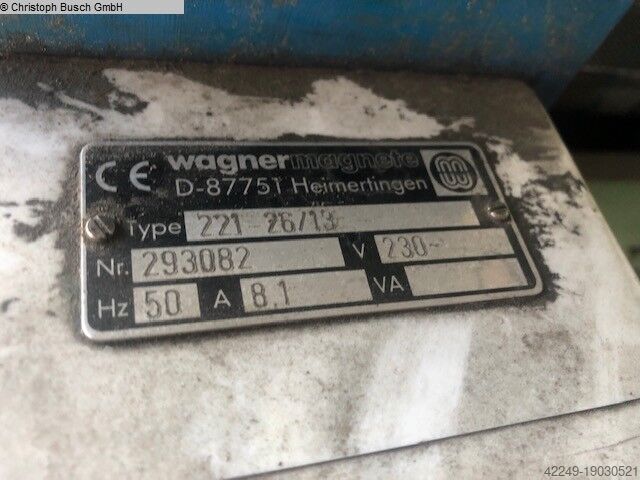 © Christoph Busch GmbH
CE wagnermagnete
D-87751 Heimertingen
Type 221-26/13
Nr. 293082 V 230~
Hz 50 A 8.1 VA
42249-19030521